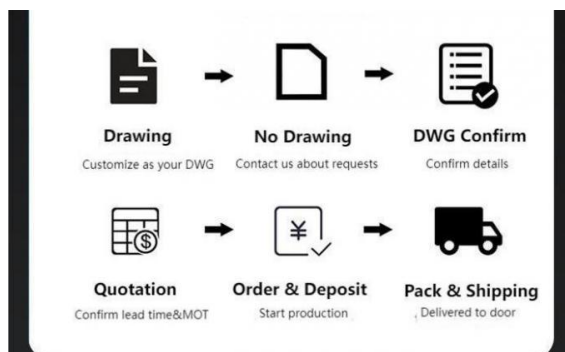 Drawing
No Drawing
DWG Confirm
Customize as your DWG
Contact us about requests
Confirm details
$
¥
Quotation
Order & Deposit
Pack & Shipping
Confirm lead time&MOT
Start production
Delivered to door